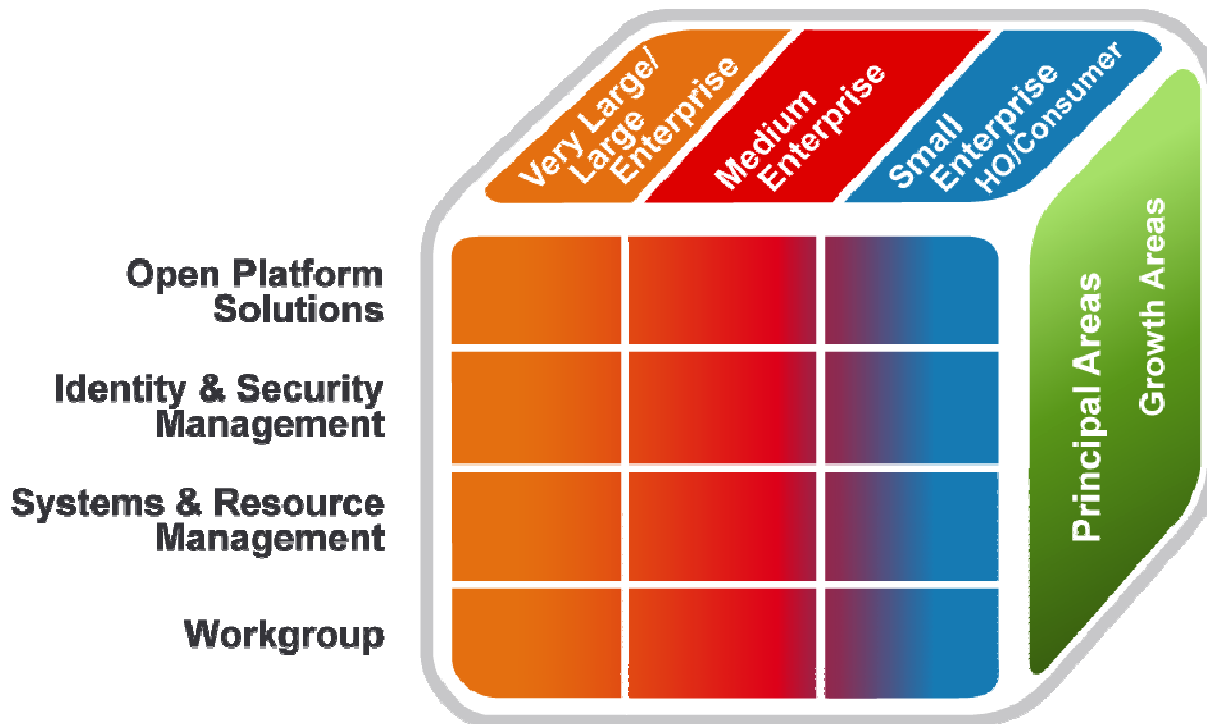 Very Large/
Large
Enterprise
Medium
Enterprise
Small
Enterprise
HO/Consumer
Open Platform
Solutions
Identity & Security
Management
Systems & Resource
Management
Workgroup
Principal Areas
Growth Areas